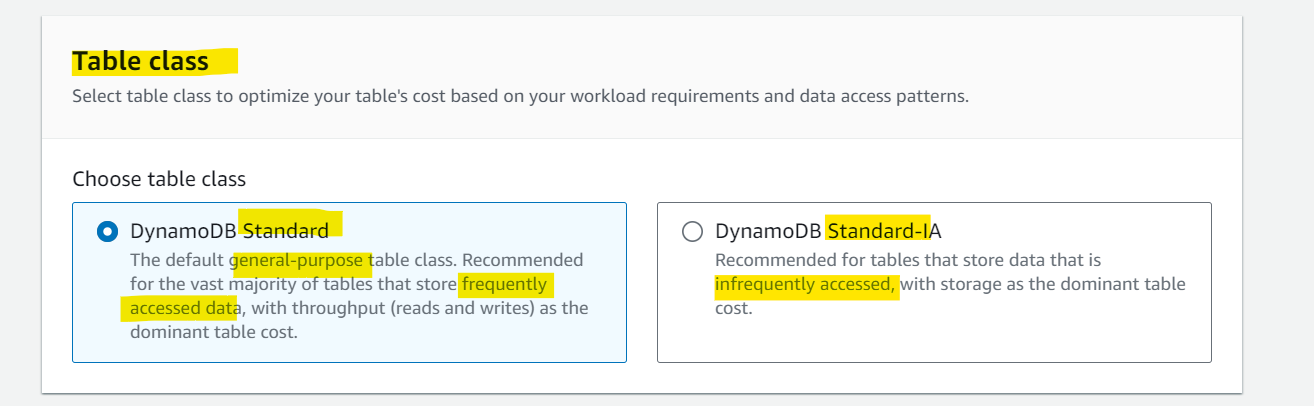 Table class
Select table class to optimize your table's cost based on your workload requirements and data access patterns.
Choose table class
DynamoDB Standard
The default general-purpose table class. Recommended
for the vast majority of tables that store frequently
accessed data, with throughput (reads and writes) as the
dominant table cost.
DynamoDB Standard-IA
Recommended for tables that store data that is
infrequently accessed, with storage as the dominant table
cost.